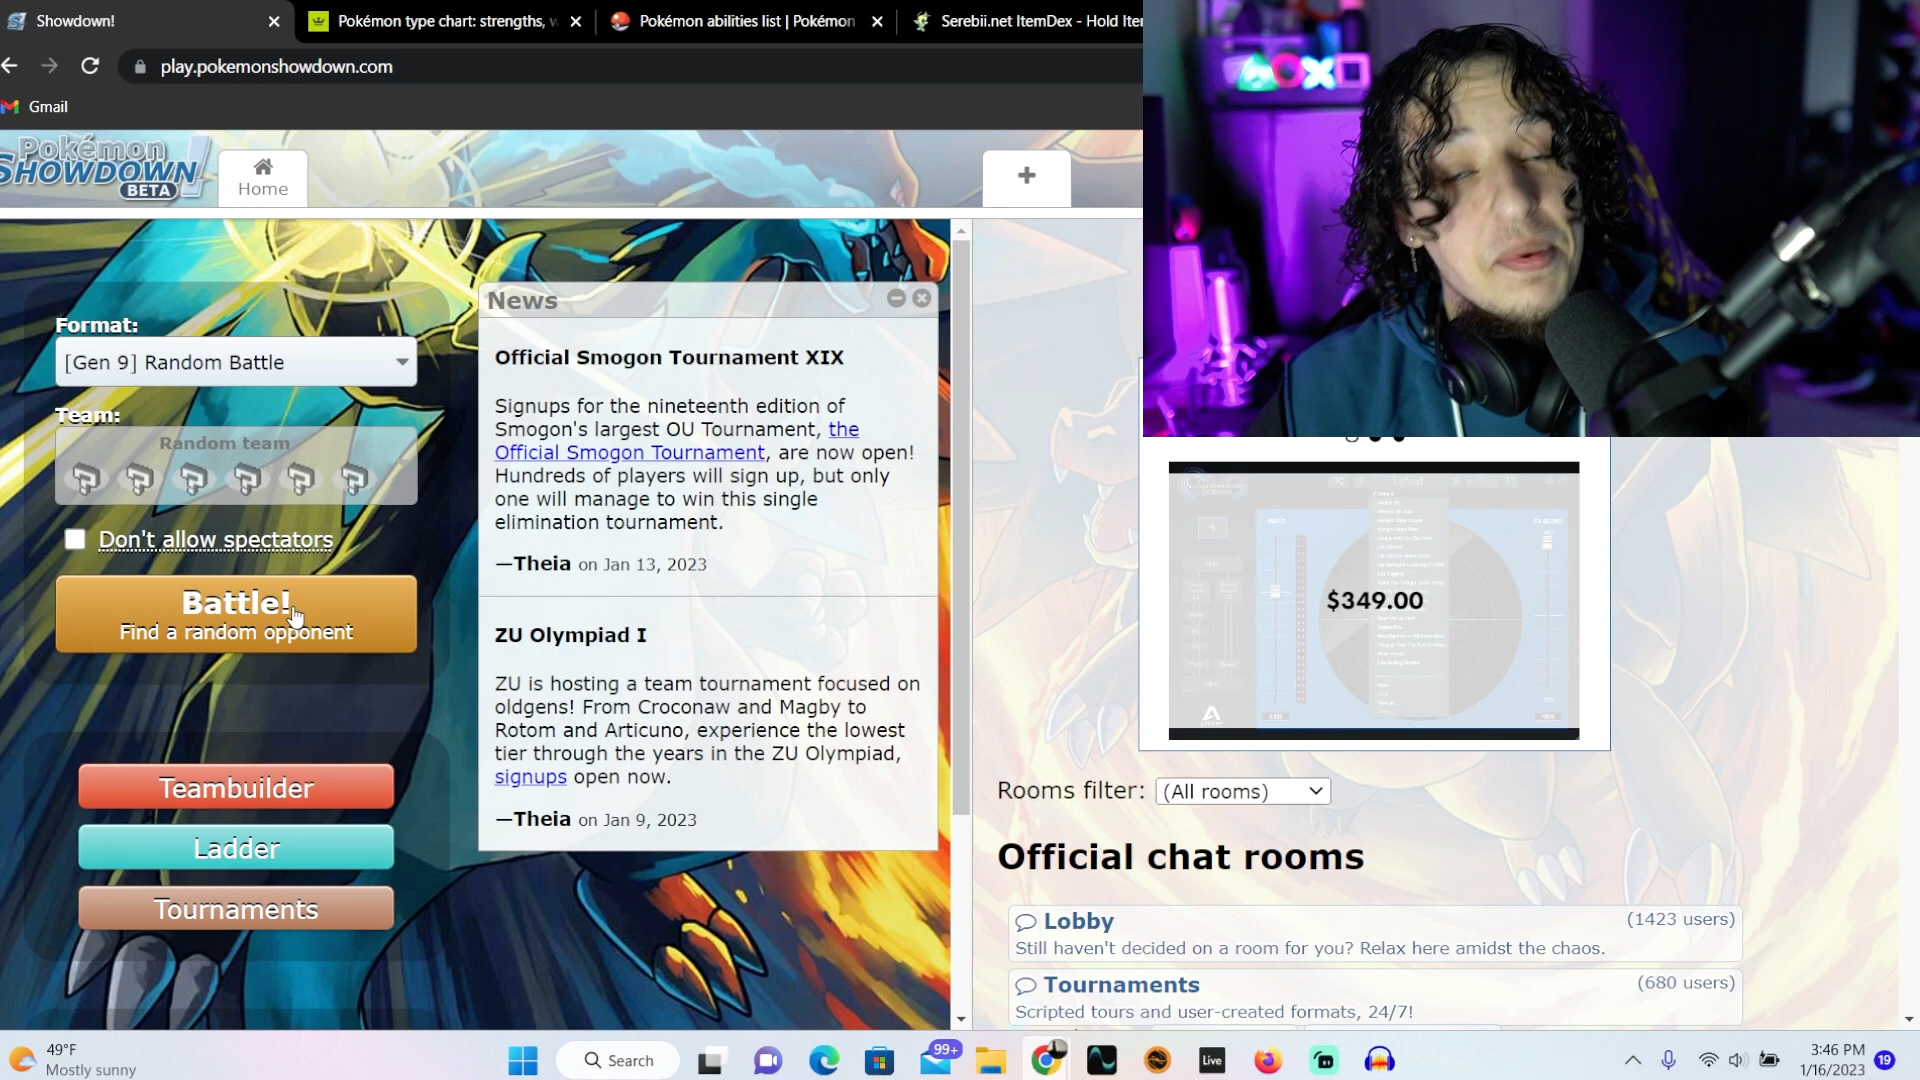 Showdown!
Pokémon type chart: strengths, w
Pokémon abilities list | Pokémon
Serebii.net ItemDex - Hold Iter
play.pokemonshowdown.com
Gmail
Pokémon
SHOWDOWN!
BETA
Home
Format:
[Gen 9] Random Battle
Team:
Random team
Don't allow spectators
Battle!
Find a random opponent
Teambuilder
Ladder
Tournaments
News
Official Smogon Tournament XIX
Signups for the nineteenth edition of
Smogon's largest OU Tournament, the
Official Smogon Tournament, are now open!
Hundreds of players will sign up, but only
one will manage to win this single
elimination tournament.
—Theia on Jan 13, 2023
ZU Olympiad I
ZU is hosting a team tournament focused on
oldgens! From Croconaw and Magby to
Rotom and Articuno, experience the lowest
tier through the years in the ZU Olympiad,
signups open now.
—Theia on Jan 9, 2023
INPUT
$349.00
Rooms filter: (All rooms)
Official chat rooms
Lobby (1423 users)
Still haven't decided on a room for you? Relax here amidst the chaos.
Tournaments (680 users)
Scripted tours and user-created formats, 24/7!
49°F
Mostly sunny
Search
99+
Live
3:46 PM
1/16/2023
19